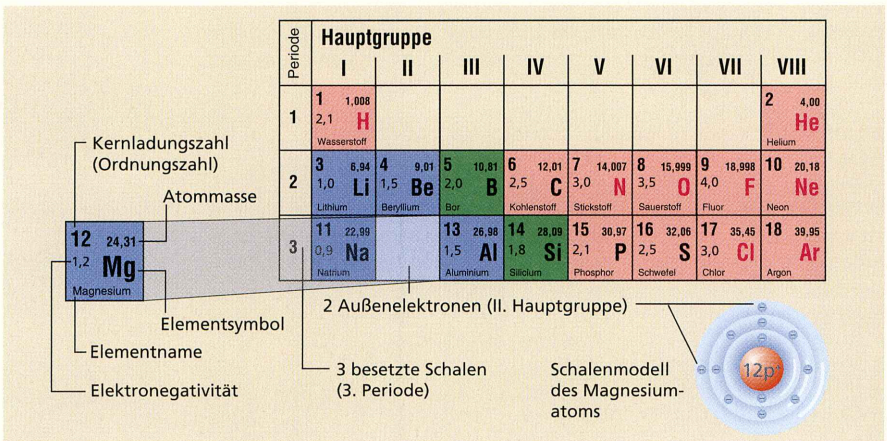 Periode
Hauptgruppe
I II III IV V VI VII VIII
1
1 1,008
2,1 H
Wasserstoff
2 4,00
He
Helium
2
3 6,94
1,0 Li
Lithium
4 9,01
1,5 Be
Beryllium
5 10,81
2,0 B
Bor
6 12,01
2,5 C
Kohlenstoff
7 14,007
3,0 N
Stickstoff
8 15,999
3,5 O
Sauerstoff
9 18,998
4,0 F
Fluor
10 20,18
Ne
Neon
3
11 22,99
0,9 Na
Natrium
13 26,98
1,5 Al
Aluminium
14 28,09
1,8 Si
Silicium
15 30,97
2,1 P
Phosphor
16 32,06
2,5 S
Schwefel
17 35,45
3,0 Cl
Chlor
18 39,95
Ar
Argon
Kernladungszahl
(Ordnungszahl)
Atommasse
12 24,31
1,2 Mg
Magnesium
Elementsymbol
Elementname
Elektronegativität
2 Außenelektronen (II. Hauptgruppe)
3 besetzte Schalen
(3. Periode)
Schalenmodell
des Magnesium-
atoms
12p⁺